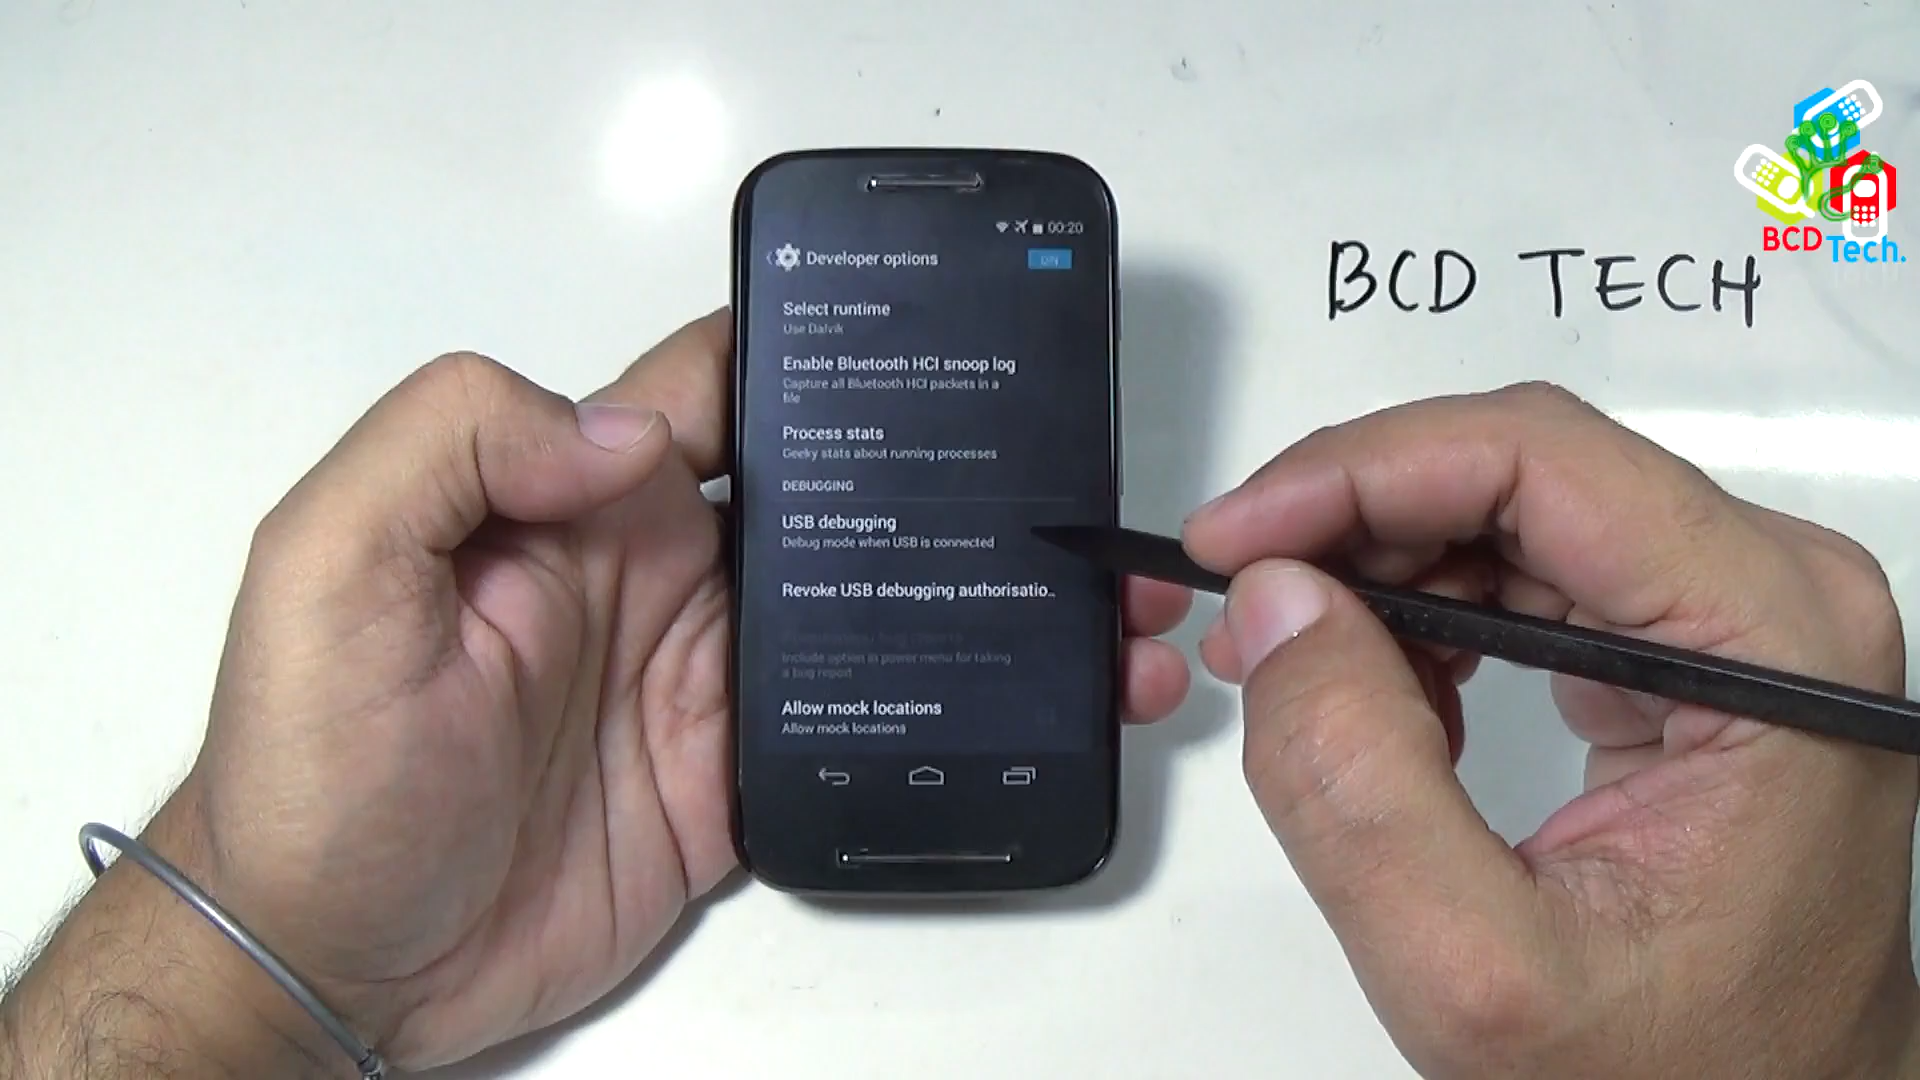 00:20
Developer options
ON
Select runtime
Use Dalvik
Enable Bluetooth HCI snoop log
Capture all Bluetooth HCI packets in a
file
Process stats
Geeky stats about running processes
DEBUGGING
USB debugging
Debug mode when USB is connected
Revoke USB debugging authorisatio..
Include option in power menu for taking
a bug report
Allow mock locations
Allow mock locations
BCD TECH
BCD Tech.